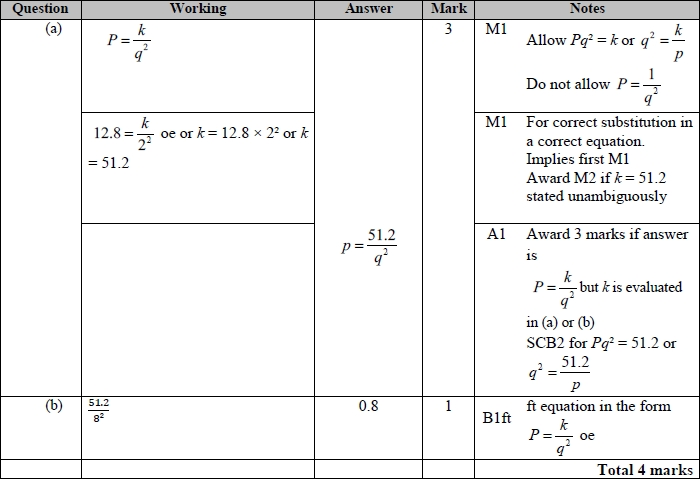 Question Working Answer Mark Notes
(a) P = k/q² 3 M1 Allow Pq² = k or q² = k/p
Do not allow P = 1/q²
12.8 = k/2² oe or k = 12.8 × 2² or k
= 51.2
M1 For correct substitution in
a correct equation.
Implies first M1
Award M2 if k = 51.2
stated unambiguously
p = 51.2/q²
A1 Award 3 marks if answer
is
P = k/q² but k is evaluated
in (a) or (b)
SCB2 for Pq² = 51.2 or
q² = 51.2/p
(b) 51.2/8² 0.8 1 B1ft ft equation in the form
P = k/q² oe
Total 4 marks